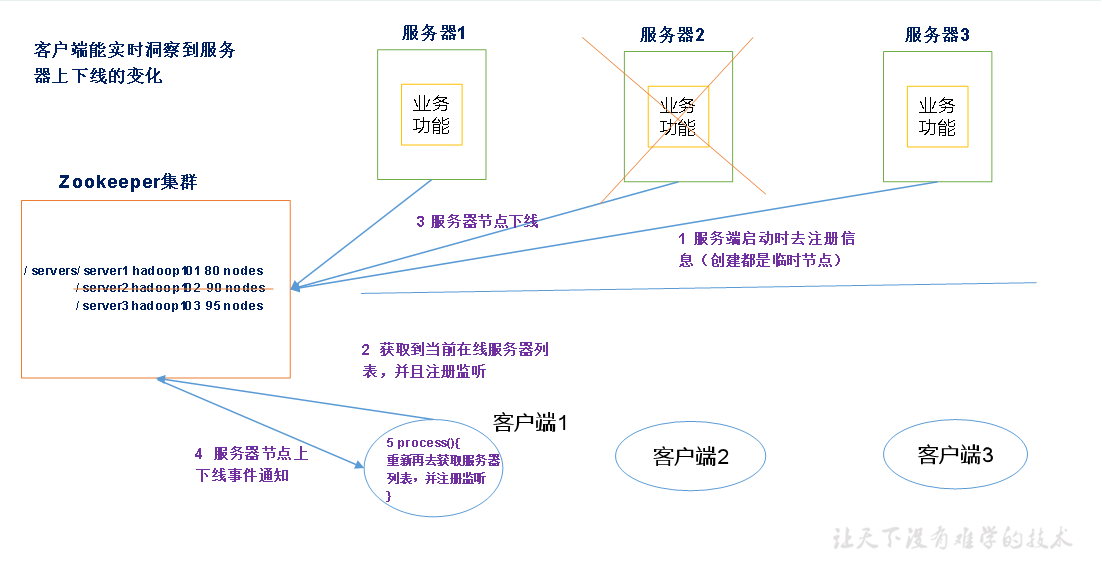 客户端能实时洞察到服务
器上下线的变化
服务器1
服务器2
服务器3
业务
功能
业务
功能
业务
功能
Zookeeper集群
/ servers/ server1 hadoop101 80 nodes
/ server2 hadoop102 90 nodes
/ server3 hadoop103 95 nodes
3 服务器节点下线
1 服务端启动时去注册信
息（创建都是临时节点）
2 获取到当前在线服务器列
表，并且注册监听
4 服务器节点上
下线事件通知
客户端1
5 process(){
重新再去获取服务器
列表，并注册监听
}
客户端2
客户端3
让天下没有难学的技术